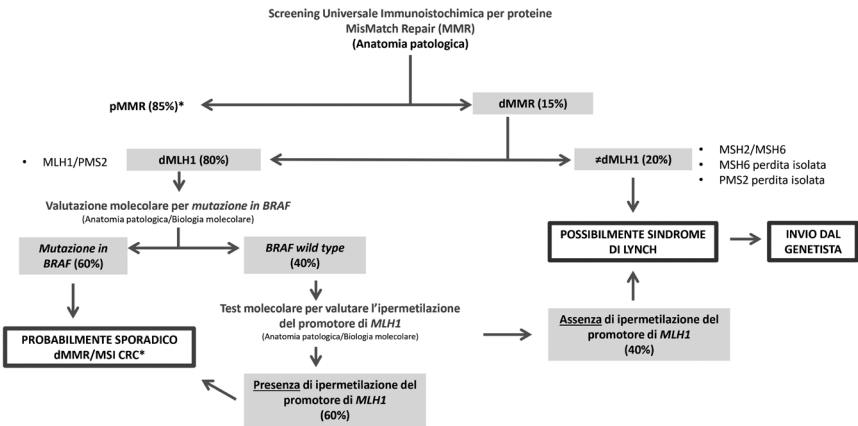 Screening Universale Immunoistochimica per proteine
MisMatch Repair (MMR)
(Anatomia patologica)
pMMR (85%)*
dMMR (15%)
• MLH1/PMS2
dMLH1 (80%)
≠dMLH1 (20%)
• MSH2/MSH6
• MSH6 perdita isolata
• PMS2 perdita isolata
Valutazione molecolare per mutazione in BRAF
(Anatomia patologica/Biologia molecolare)
Mutazione in
BRAF (60%)
BRAF wild type
(40%)
POSSIBILMENTE SINDROME
DI LYNCH
INVIO DAL
GENETISTA
Test molecolare per valutare l'ipermetilazione
del promotore di MLH1
(Anatomia patologica/Biologia molecolare)
Assenza di ipermetilazione del
promotore di MLH1
(40%)
PROBABILMENTE SPORADICO
dMMR/MSI CRC*
Presenza di ipermetilazione del
promotore di MLH1
(60%)